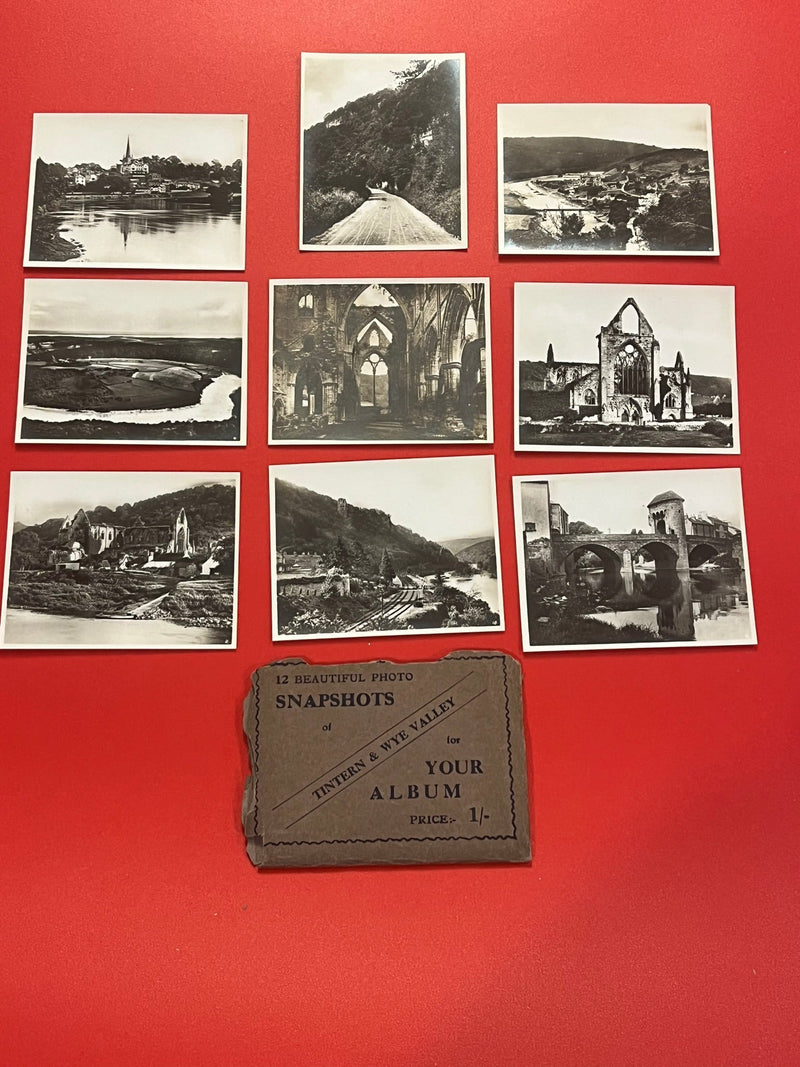 12 BEAUTIFUL PHOTO
SNAPSHOTS
of
TINTERN & WYE VALLEY
for
YOUR
ALBUM
PRICE:- 1/-